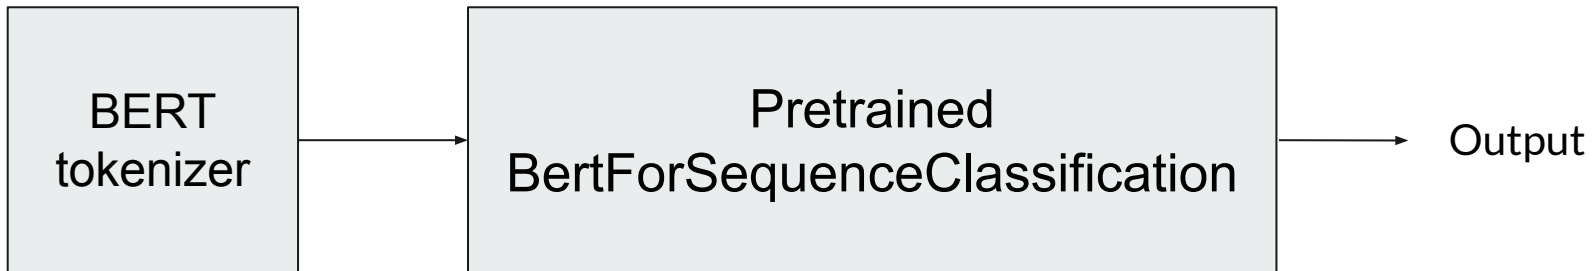 BERT
tokenizer
Pretrained
BertForSequenceClassification
Output